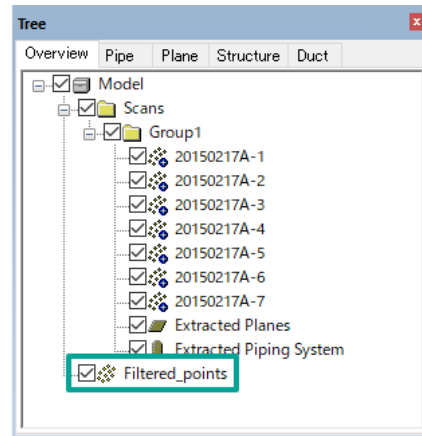 Tree
Overview Pipe Plane Structure Duct
Model
Scans
Group1
20150217A-1
20150217A-2
20150217A-3
20150217A-4
20150217A-5
20150217A-6
20150217A-7
Extracted Planes
Extracted Piping System
Filtered_points